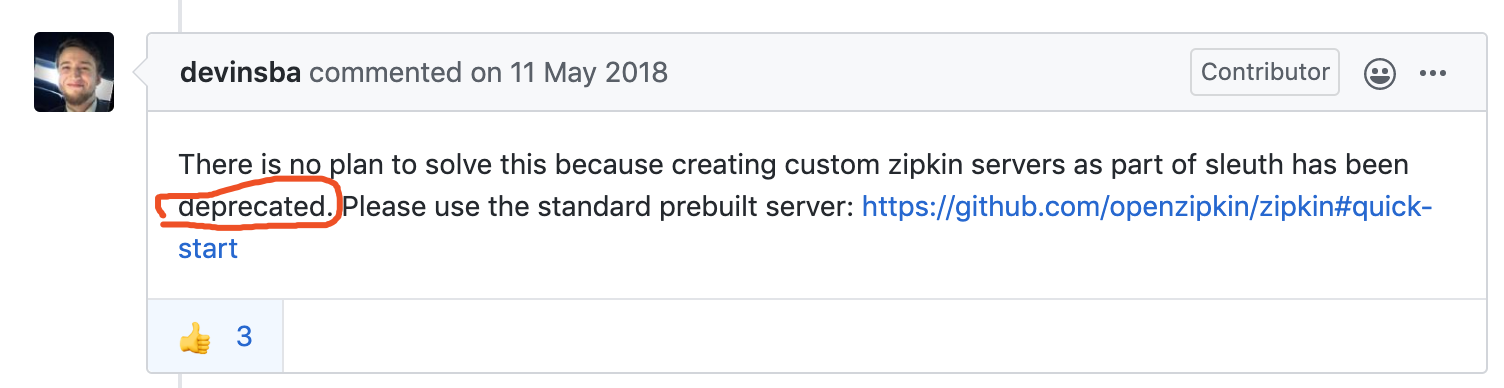 devinsba commented on 11 May 2018
Contributor
There is no plan to solve this because creating custom zipkin servers as part of sleuth has been
deprecated. Please use the standard prebuilt server: https://github.com/openzipkin/zipkin#quick-
start
3